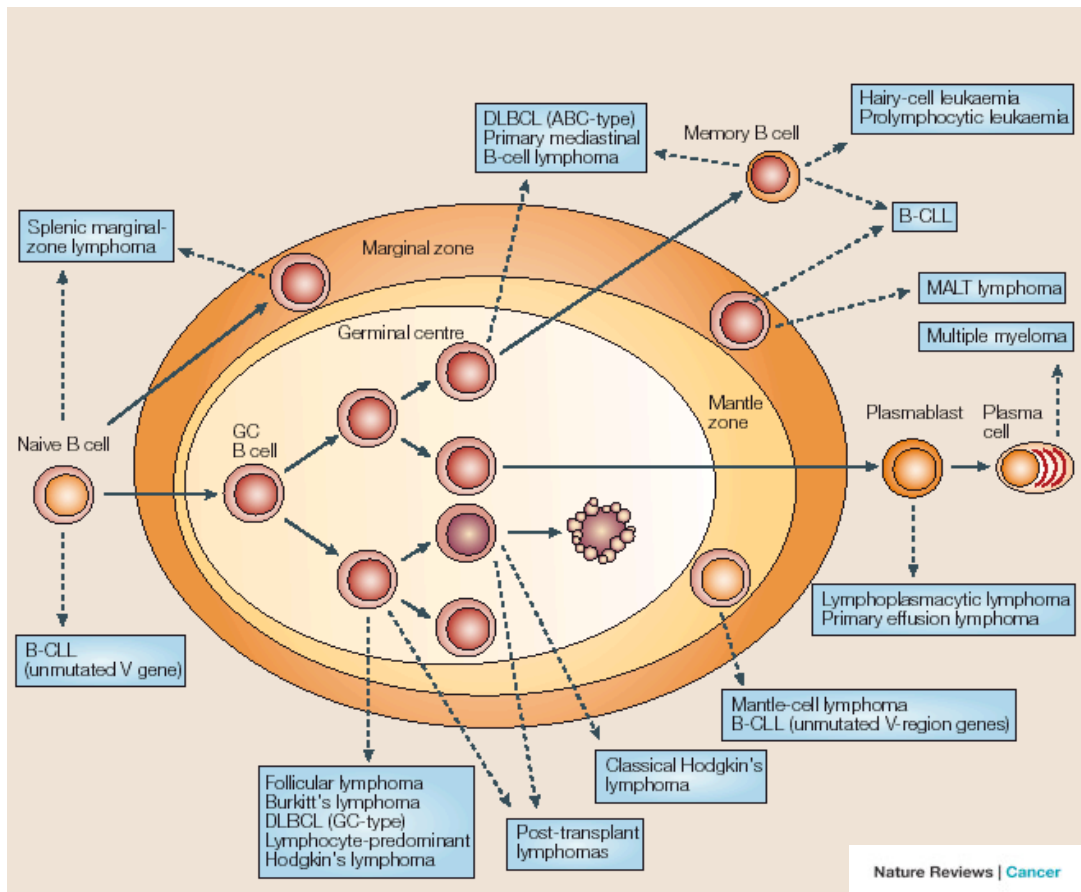 DLBCL (ABC-type)
Primary mediastinal
B-cell lymphoma
Memory B cell
Hairy-cell leukaemia
Prolymphocytic leukaemia
B-CLL
Splenic marginal-
zone lymphoma
Marginal zone
MALT lymphoma
Multiple myeloma
Germinal centre
Mantle
zone
Plasmablast
Plasma
cell
Naive B cell
GC
B cell
Lymphoplasmacytic lymphoma
Primary effusion lymphoma
B-CLL
(unmutated V gene)
Mantle-cell lymphoma
B-CLL (unmutated V-region genes)
Classical Hodgkin's
lymphoma
Follicular lymphoma
Burkitt's lymphoma
DLBCL (GC-type)
Lymphocyte-predominant
Hodgkin's lymphoma
Post-transplant
lymphomas
Nature Reviews | Cancer